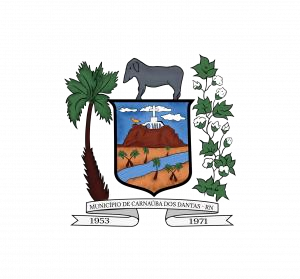 MUNICÍPIO DE CARNAÚBA DOS DANTAS - RN
1953 1971